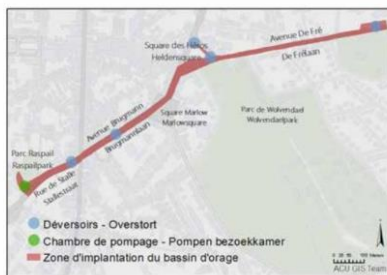 Avenue De Fré
De Frélaan
Square des Héros
Heldensquare
Avenue Brugmann
Brugmannlaan
Square Marlow
Marlowsquare
Parc de Wolvendael
Wolvendaelpark
Parc Raspail
Raspailpark
Rue de Stalle
Stallestraat
Déversoirs - Overstort
Chambre de pompage - Pompen bezoekkamer
Zone d'implantation du bassin d'orage
ACU GIS Team